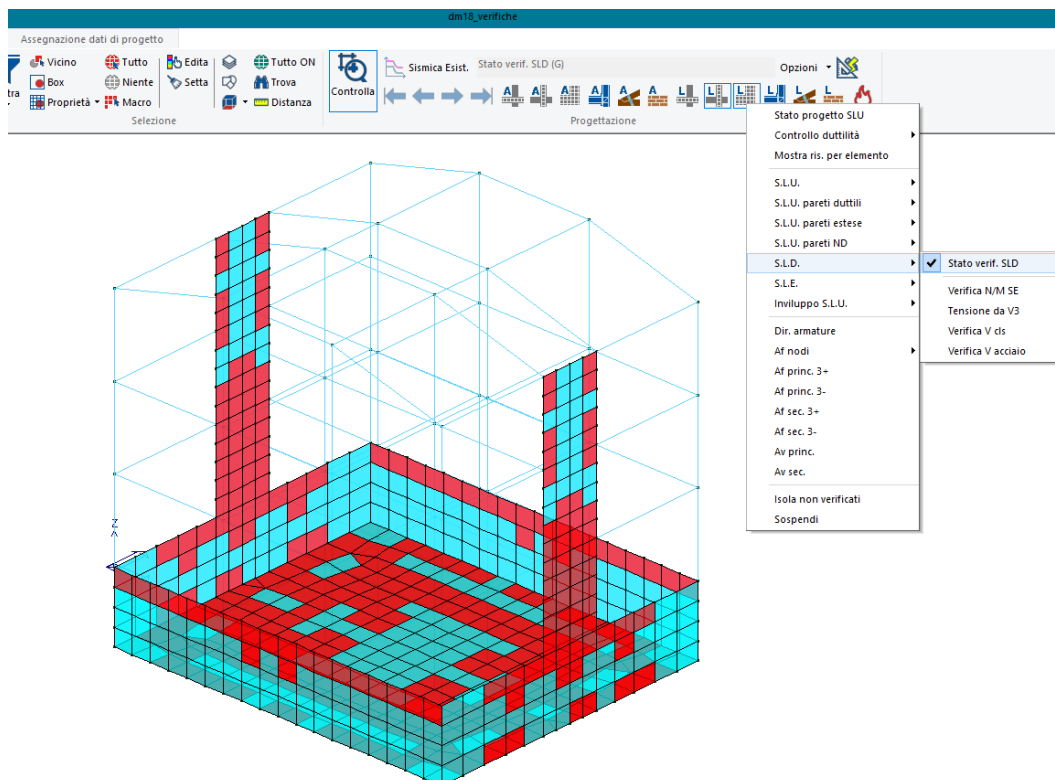 dm18_verifiche
Assegnazione dati di progetto
Vicino Tutto Edita Tutto ON Sismica Esist. Stato verif. SLD (G) Opzioni
tra Box Niente Setta Trova Controlla
Proprietà Macro Distanza
Selezione Progettazione
Stato progetto SLU
Controllo duttilità
Mostra ris. per elemento
S.L.U.
S.L.U. pareti duttili
S.L.U. pareti estese
S.L.U. pareti ND
S.L.D. Stato verif. SLD
S.L.E. Verifica N/M SE
Inviluppo S.L.U. Tensione da V3
Dir. armature Verifica V cls
Af nodi Verifica V acciaio
Af princ. 3+
Af princ. 3-
Af sec. 3+
Af sec. 3-
Av princ.
Av sec.
Isola non verificati
Sospendi
Z